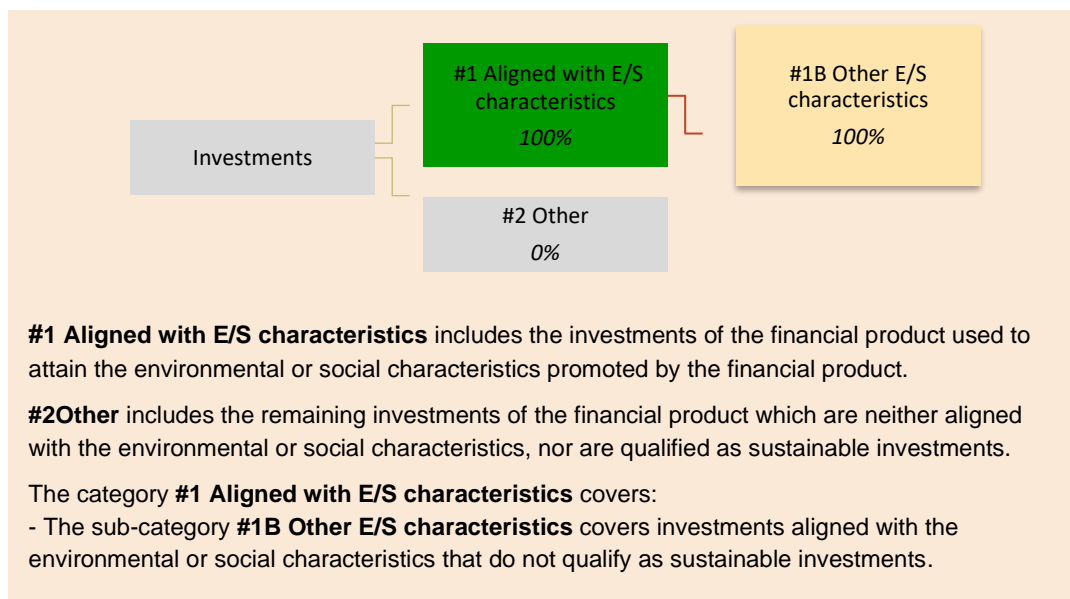 #1 Aligned with E/S
characteristics
100%
#1B Other E/S
characteristics
100%
Investments
#2 Other
0%
#1 Aligned with E/S characteristics includes the investments of the financial product used to
attain the environmental or social characteristics promoted by the financial product.
#2Other includes the remaining investments of the financial product which are neither aligned
with the environmental or social characteristics, nor are qualified as sustainable investments.
The category #1 Aligned with E/S characteristics covers:
- The sub-category #1B Other E/S characteristics covers investments aligned with the
environmental or social characteristics that do not qualify as sustainable investments.